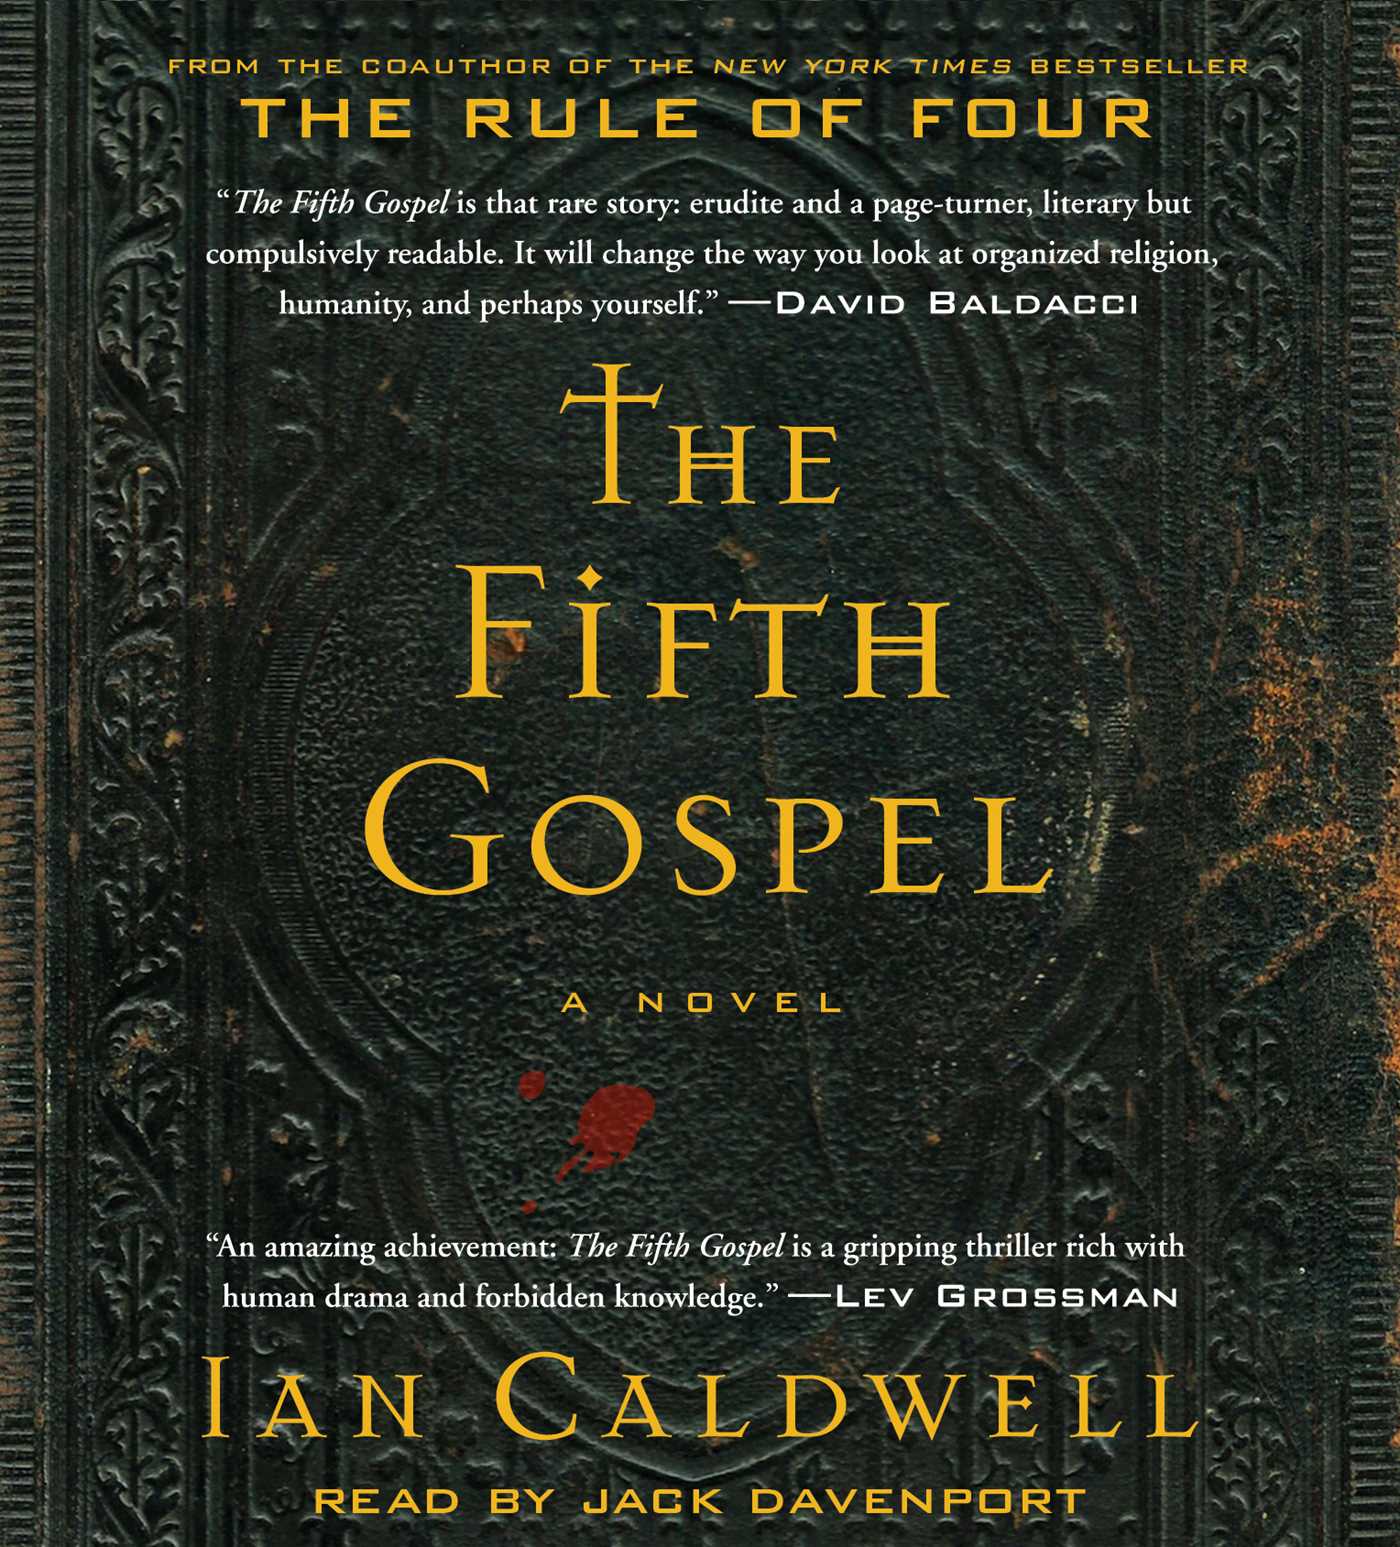 FROM THE COAUTHOR OF THE NEW YORK TIMES BESTSELLER
THE RULE OF FOUR
“The Fifth Gospel is that rare story: erudite and a page-turner, literary but
compulsively readable. It will change the way you look at organized religion,
humanity, and perhaps yourself.” —DAVID BALDACCI
THE
FIFTH
GOSPEL
A NOVEL
“An amazing achievement: The Fifth Gospel is a gripping thriller rich with
human drama and forbidden knowledge.” —LEV GROSSMAN
IAN CALDWELL
READ BY JACK DAVENPORT